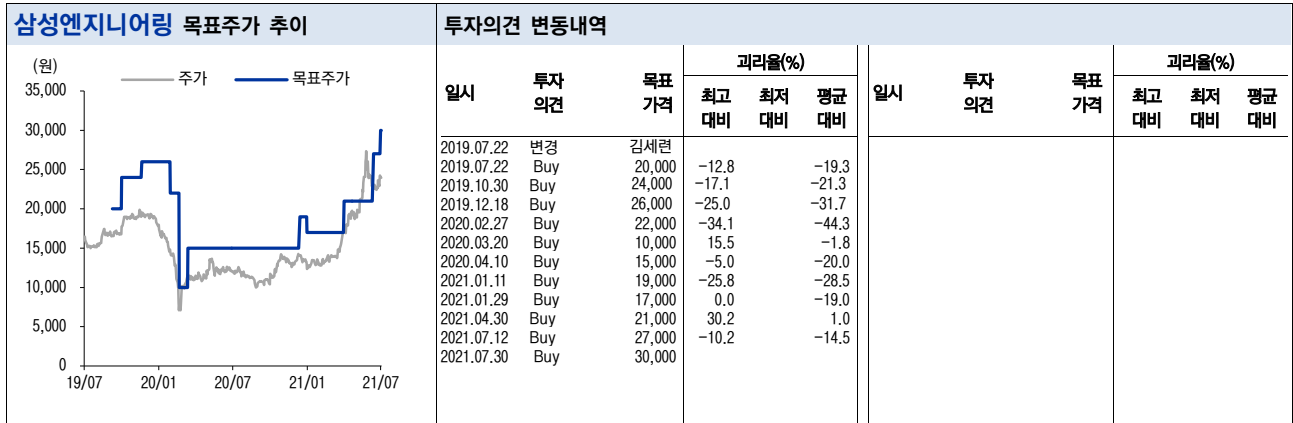 삼성엔지니어링 목표주가 추이
(원)
주가 목표주가
35,000
30,000
25,000
20,000
15,000
10,000
5,000
0
19/07 20/01 20/07 21/01 21/07
투자의견 변동내역
일시 투자의견 목표가격 괴리율(%)
최고대비 최저대비 평균대비
2019.07.22 변경 김세련
2019.07.22 Buy 20,000 -12.8 -19.3
2019.10.30 Buy 24,000 -17.1 -21.3
2019.12.18 Buy 26,000 -25.0 -31.7
2020.02.27 Buy 22,000 -34.1 -44.3
2020.03.20 Buy 10,000 15.5 -1.8
2020.04.10 Buy 15,000 -5.0 -20.0
2021.01.11 Buy 19,000 -25.8 -28.5
2021.01.29 Buy 17,000 0.0 -19.0
2021.04.30 Buy 21,000 30.2 1.0
2021.07.12 Buy 27,000 -10.2 -14.5
2021.07.30 Buy 30,000
일시 투자의견 목표가격 괴리율(%)
최고대비 최저대비 평균대비